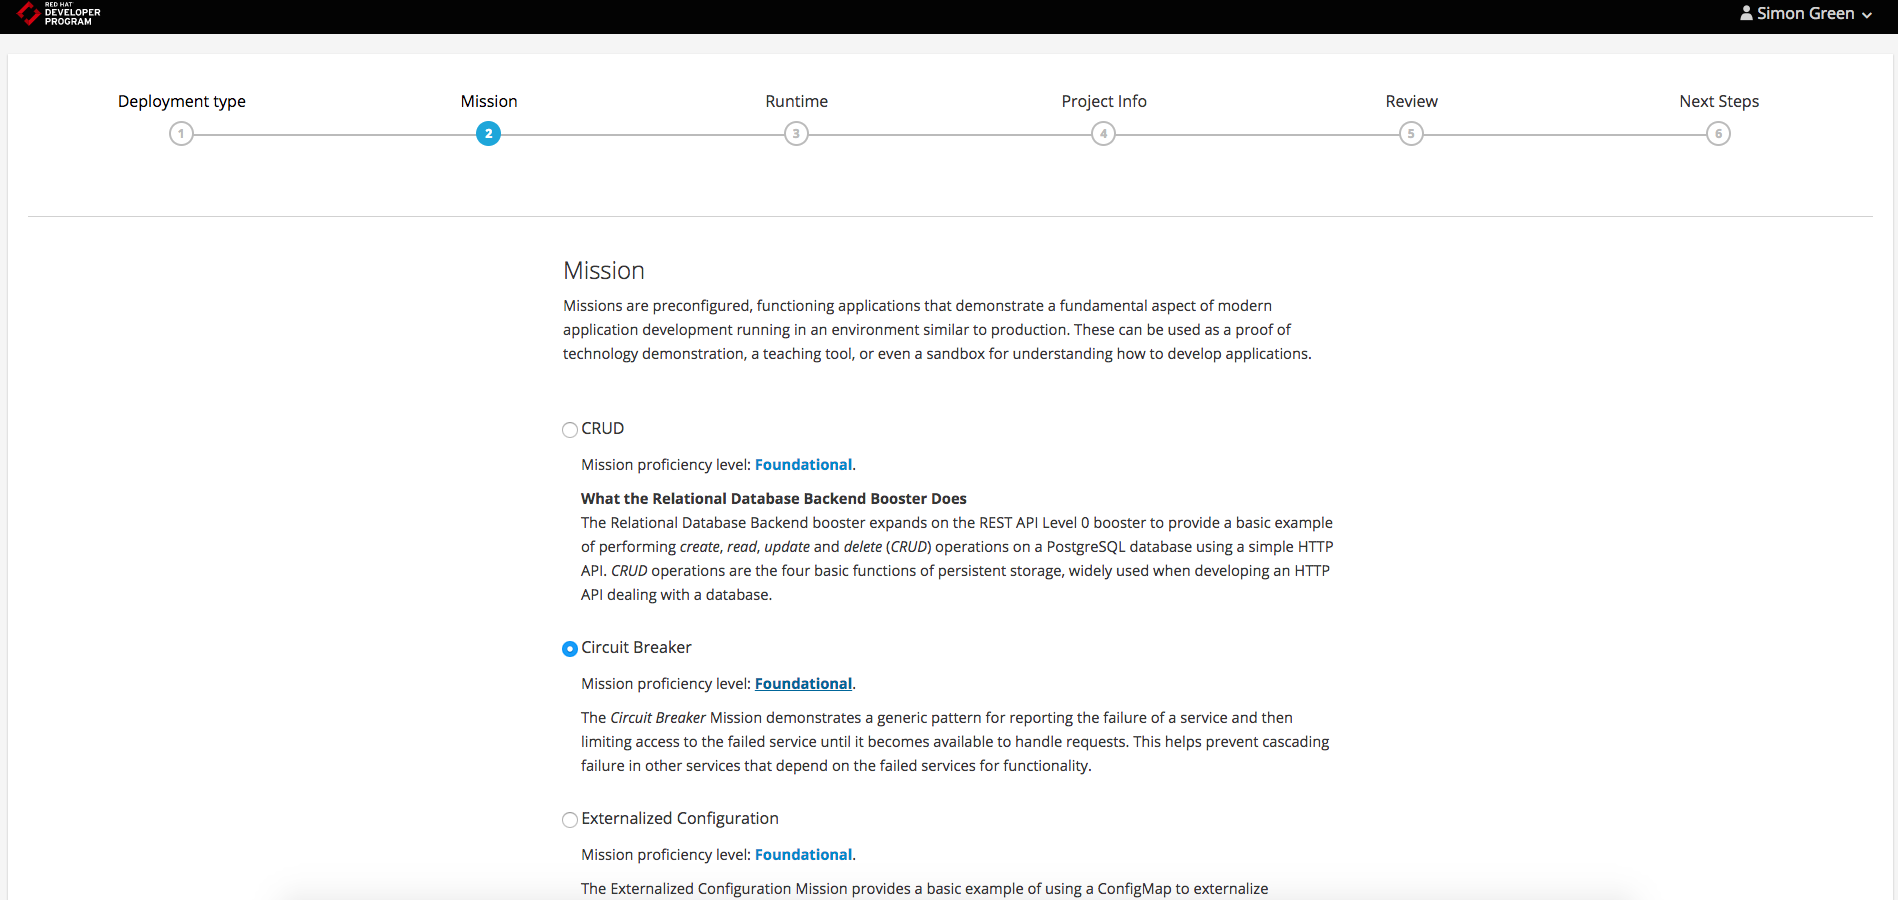 RED HAT
DEVELOPER
PROGRAM
Simon Green
Deployment type
Mission
Runtime
Project Info
Review
Next Steps
1
2
3
4
5
6
Mission
Missions are preconfigured, functioning applications that demonstrate a fundamental aspect of modern
application development running in an environment similar to production. These can be used as a proof of
technology demonstration, a teaching tool, or even a sandbox for understanding how to develop applications.
CRUD
Mission proficiency level: Foundational.
What the Relational Database Backend Booster Does
The Relational Database Backend booster expands on the REST API Level 0 booster to provide a basic example
of performing create, read, update and delete (CRUD) operations on a PostgreSQL database using a simple HTTP
API. CRUD operations are the four basic functions of persistent storage, widely used when developing an HTTP
API dealing with a database.
Circuit Breaker
Mission proficiency level: Foundational.
The Circuit Breaker Mission demonstrates a generic pattern for reporting the failure of a service and then
limiting access to the failed service until it becomes available to handle requests. This helps prevent cascading
failure in other services that depend on the failed services for functionality.
Externalized Configuration
Mission proficiency level: Foundational.
The Externalized Configuration Mission provides a basic example of using a ConfigMap to externalize